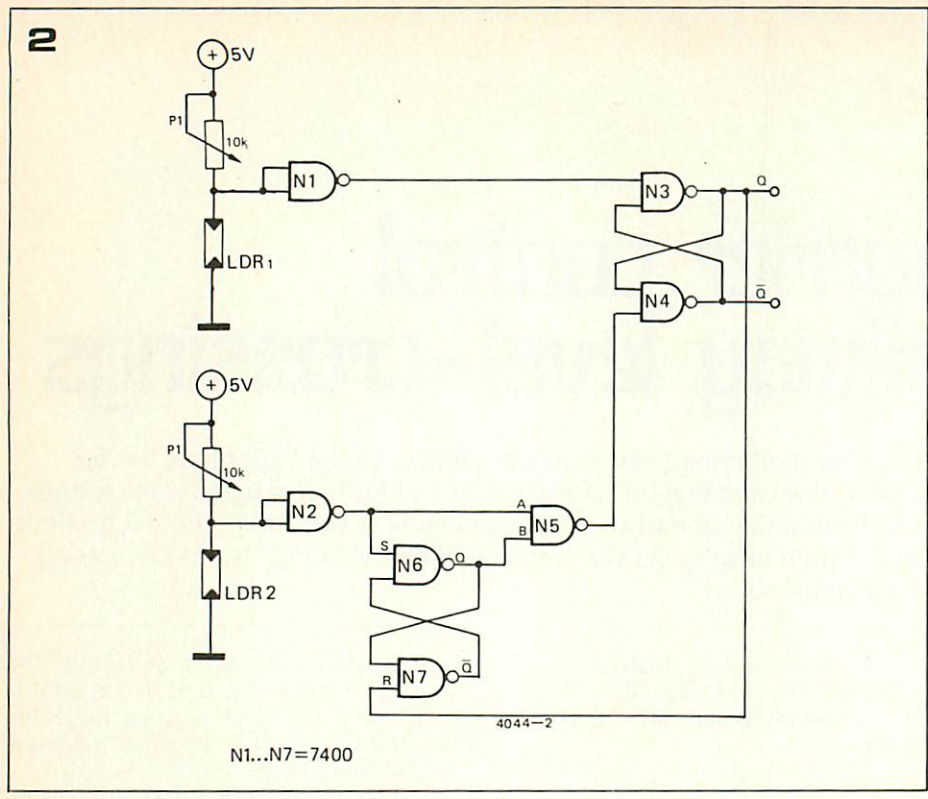 2
+ 5V
P1
10k
N1
N3
Q
LDR1
N4
Q̅
+ 5V
P1
10k
N2
A
N5
B
S
N6
Q
LDR2
N7
Q̅
R
4044-2
N1...N7=7400